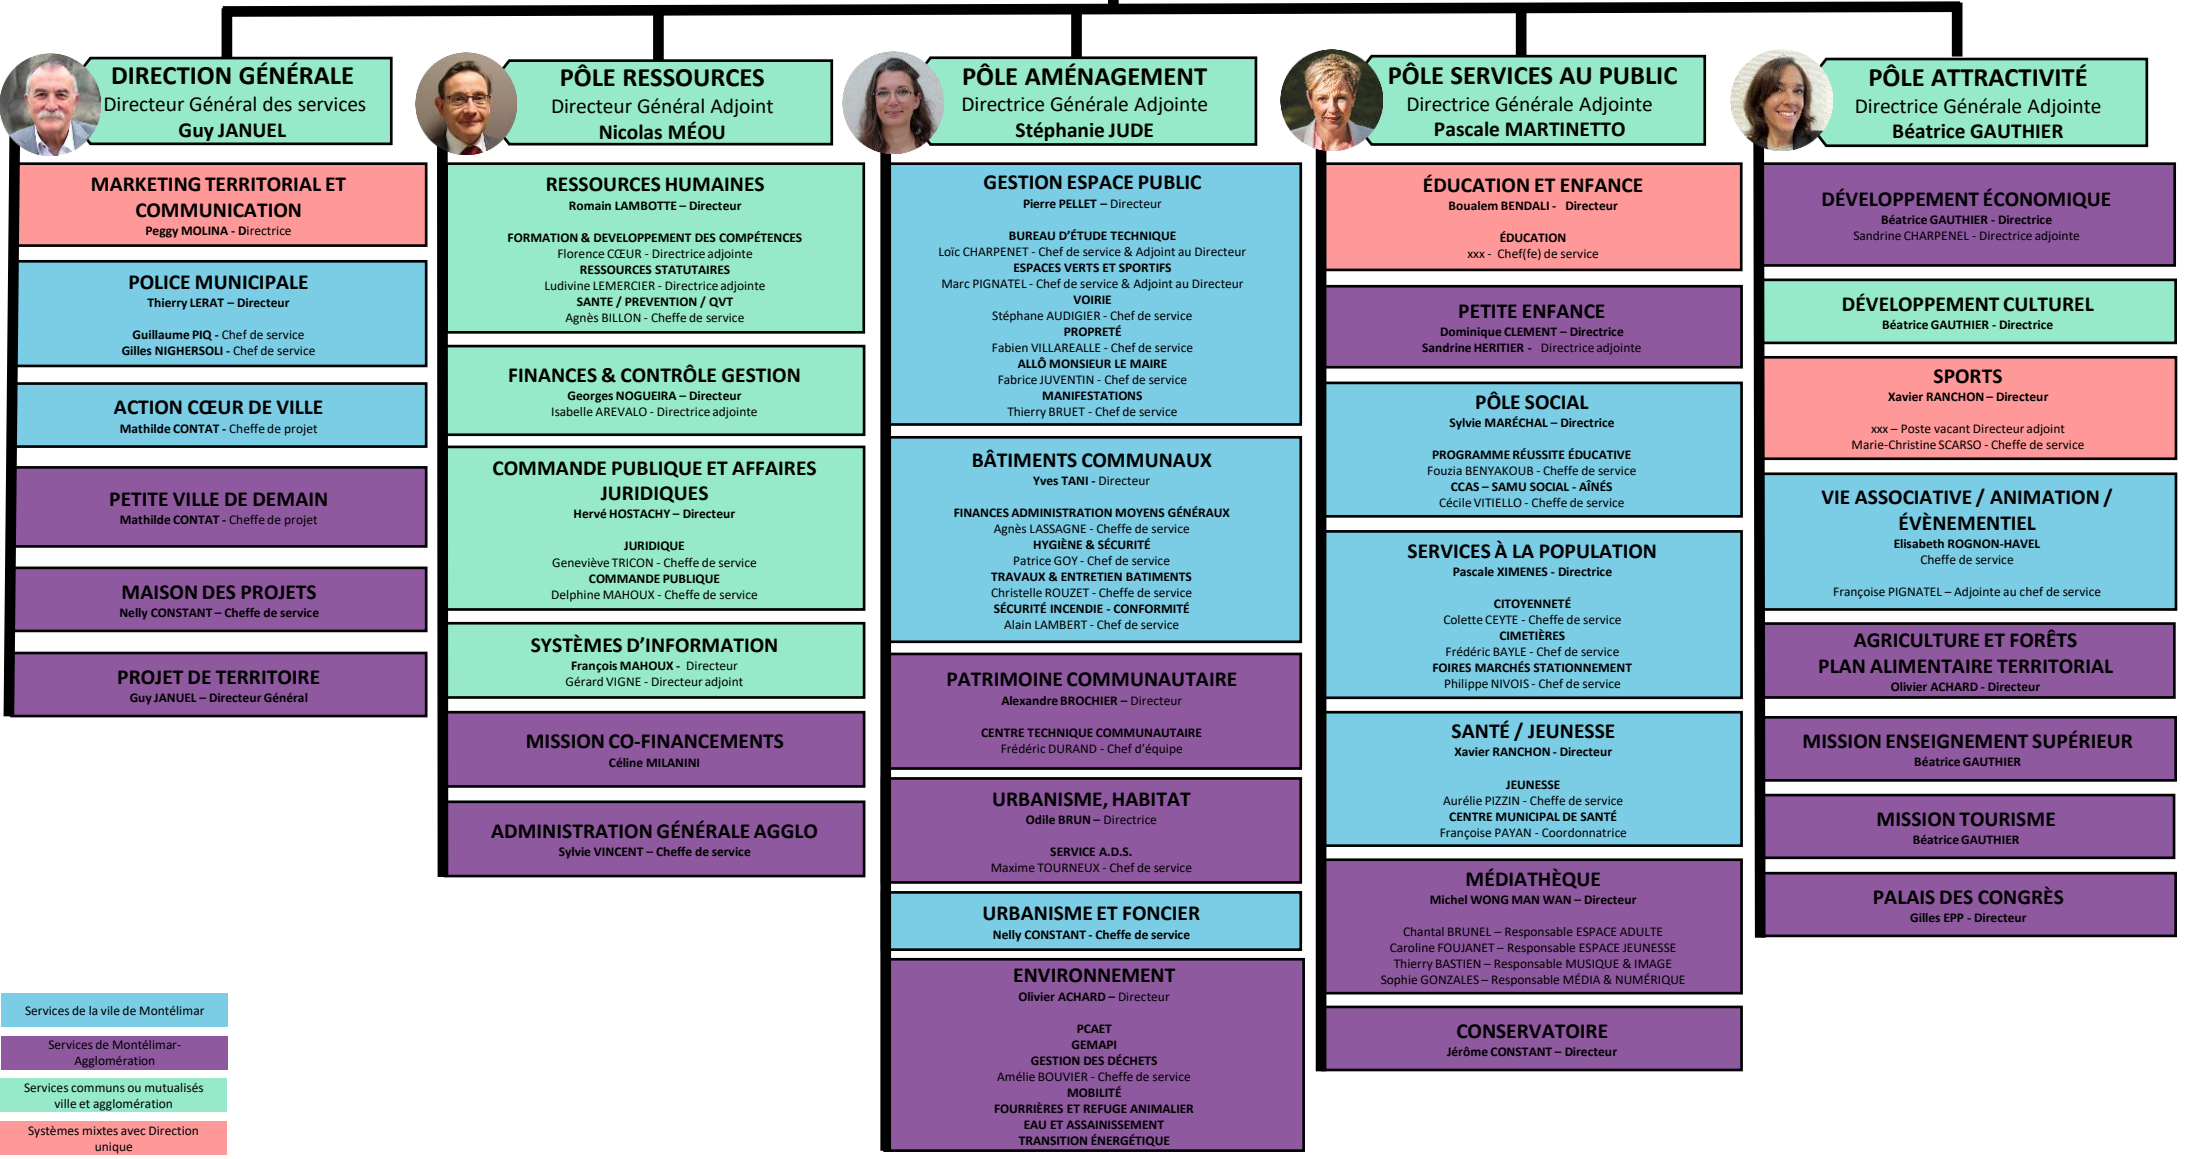 DIRECTION GÉNÉRALE
Directeur Général des services
Guy JANUEL
MARKETING TERRITORIAL ET
COMMUNICATION
Peggy MOLINA - Directrice
POLICE MUNICIPALE
Thierry LERAT – Directeur
Guillaume PIQ - Chef de service
Gilles NIGHERSOLI - Chef de service
ACTION CŒUR DE VILLE
Mathilde CONTAT - Cheffe de projet
PETITE VILLE DE DEMAIN
Mathilde CONTAT - Cheffe de projet
MAISON DES PROJETS
Nelly CONSTANT – Cheffe de service
PROJET DE TERRITOIRE
Guy JANUEL – Directeur Général
PÔLE RESSOURCES
Directeur Général Adjoint
Nicolas MÉOU
RESSOURCES HUMAINES
Romain LAMBOTTE – Directeur
FORMATION & DEVELOPPEMENT DES COMPÉTENCES
Florence CŒUR - Directrice adjointe
RESSOURCES STATUTAIRES
Ludivine LEMERCIER - Directrice adjointe
SANTE / PREVENTION / QVT
Agnès BILLON - Cheffe de service
FINANCES & CONTRÔLE GESTION
Georges NOGUEIRA – Directeur
Isabelle AREVALO - Directrice adjointe
COMMANDE PUBLIQUE ET AFFAIRES
JURIDIQUES
Hervé HOSTACHY – Directeur
JURIDIQUE
Geneviève TRICON - Cheffe de service
COMMANDE PUBLIQUE
Delphine MAHOUX - Cheffe de service
SYSTÈMES D'INFORMATION
François MAHOUX - Directeur
Gérard VIGNE - Directeur adjoint
MISSION CO-FINANCEMENTS
Céline MILANINI
ADMINISTRATION GÉNÉRALE AGGLO
Sylvie VINCENT – Cheffe de service
PÔLE AMÉNAGEMENT
Directrice Générale Adjointe
Stéphanie JUDE
GESTION ESPACE PUBLIC
Pierre PELLET – Directeur
BUREAU D'ÉTUDE TECHNIQUE
Loïc CHARPENET - Chef de service & Adjoint au Directeur
ESPACES VERTS ET SPORTIFS
Marc PIGNATEL - Chef de service & Adjoint au Directeur
VOIRIE
Stéphane AUDIGIER - Chef de service
PROPRETÉ
Fabien VILLAREALLE - Chef de service
ALLÔ MONSIEUR LE MAIRE
Fabrice JUVENTIN - Chef de service
MANIFESTATIONS
Thierry BRUET - Chef de service
BÂTIMENTS COMMUNAUX
Yves TANI - Directeur
FINANCES ADMINISTRATION MOYENS GÉNÉRAUX
Agnès LASSAGNE - Cheffe de service
HYGIÈNE & SÉCURITÉ
Patrice GOY - Chef de service
TRAVAUX & ENTRETIEN BATIMENTS
Christelle ROUZET - Cheffe de service
SÉCURITÉ INCENDIE - CONFORMITÉ
Alain LAMBERT - Chef de service
PATRIMOINE COMMUNAUTAIRE
Alexandre BROCHIER – Directeur
CENTRE TECHNIQUE COMMUNAUTAIRE
Frédéric DURAND - Chef d'équipe
URBANISME, HABITAT
Odile BRUN – Directrice
SERVICE A.D.S.
Maxime TOURNEUX - Chef de service
URBANISME ET FONCIER
Nelly CONSTANT - Cheffe de service
ENVIRONNEMENT
Olivier ACHARD – Directeur
PCAET
GEMAPI
GESTION DES DÉCHETS
Amélie BOUVIER - Cheffe de service
MOBILITÉ
FOURRIÈRES ET REFUGE ANIMALIER
EAU ET ASSAINISSEMENT
TRANSITION ÉNERGÉTIQUE
PÔLE SERVICES AU PUBLIC
Directrice Générale Adjointe
Pascale MARTINETTO
ÉDUCATION ET ENFANCE
Boualem BENDALI - Directeur
ÉDUCATION
xxx - Chef(fe) de service
PETITE ENFANCE
Dominique CLEMENT – Directrice
Sandrine HERITIER - Directrice adjointe
PÔLE SOCIAL
Sylvie MARÉCHAL – Directrice
PROGRAMME RÉUSSITE ÉDUCATIVE
Fouzia BENYAKOUB - Cheffe de service
CCAS – SAMU SOCIAL - AÎNÉS
Cécile VITIELLO - Cheffe de service
SERVICES À LA POPULATION
Pascale XIMENES - Directrice
CITOYENNETÉ
Colette CEYTE - Cheffe de service
CIMETIÈRES
Frédéric BAYLE - Chef de service
FOIRES MARCHÉS STATIONNEMENT
Philippe NIVOIS - Chef de service
SANTÉ / JEUNESSE
Xavier RANCHON - Directeur
JEUNESSE
Aurélie PIZZIN - Cheffe de service
CENTRE MUNICIPAL DE SANTÉ
Françoise PAYAN - Coordonnatrice
MÉDIATHÈQUE
Michel WONG MAN WAN – Directeur
Chantal BRUNEL – Responsable ESPACE ADULTE
Caroline FOUJANET – Responsable ESPACE JEUNESSE
Thierry BASTIEN – Responsable MUSIQUE & IMAGE
Sophie GONZALES – Responsable MÉDIA & NUMÉRIQUE
CONSERVATOIRE
Jérôme CONSTANT – Directeur
PÔLE ATTRACTIVITÉ
Directrice Générale Adjointe
Béatrice GAUTHIER
DÉVELOPPEMENT ÉCONOMIQUE
Béatrice GAUTHIER - Directrice
Sandrine CHARPENEL - Directrice adjointe
DÉVELOPPEMENT CULTUREL
Béatrice GAUTHIER - Directrice
SPORTS
Xavier RANCHON – Directeur
xxx – Poste vacant Directeur adjoint
Marie-Christine SCARSO - Cheffe de service
VIE ASSOCIATIVE / ANIMATION /
ÉVÈNEMENTIEL
Elisabeth ROGNON-HAVEL
Cheffe de service
Françoise PIGNATEL – Adjointe au chef de service
AGRICULTURE ET FORÊTS
PLAN ALIMENTAIRE TERRITORIAL
Olivier ACHARD - Directeur
MISSION ENSEIGNEMENT SUPÉRIEUR
Béatrice GAUTHIER
MISSION TOURISME
Béatrice GAUTHIER
PALAIS DES CONGRÈS
Gilles EPP - Directeur
Services de la vile de Montélimar
Services de Montélimar-
Agglomération
Services communs ou mutualisés
ville et agglomération
Systèmes mixtes avec Direction
unique